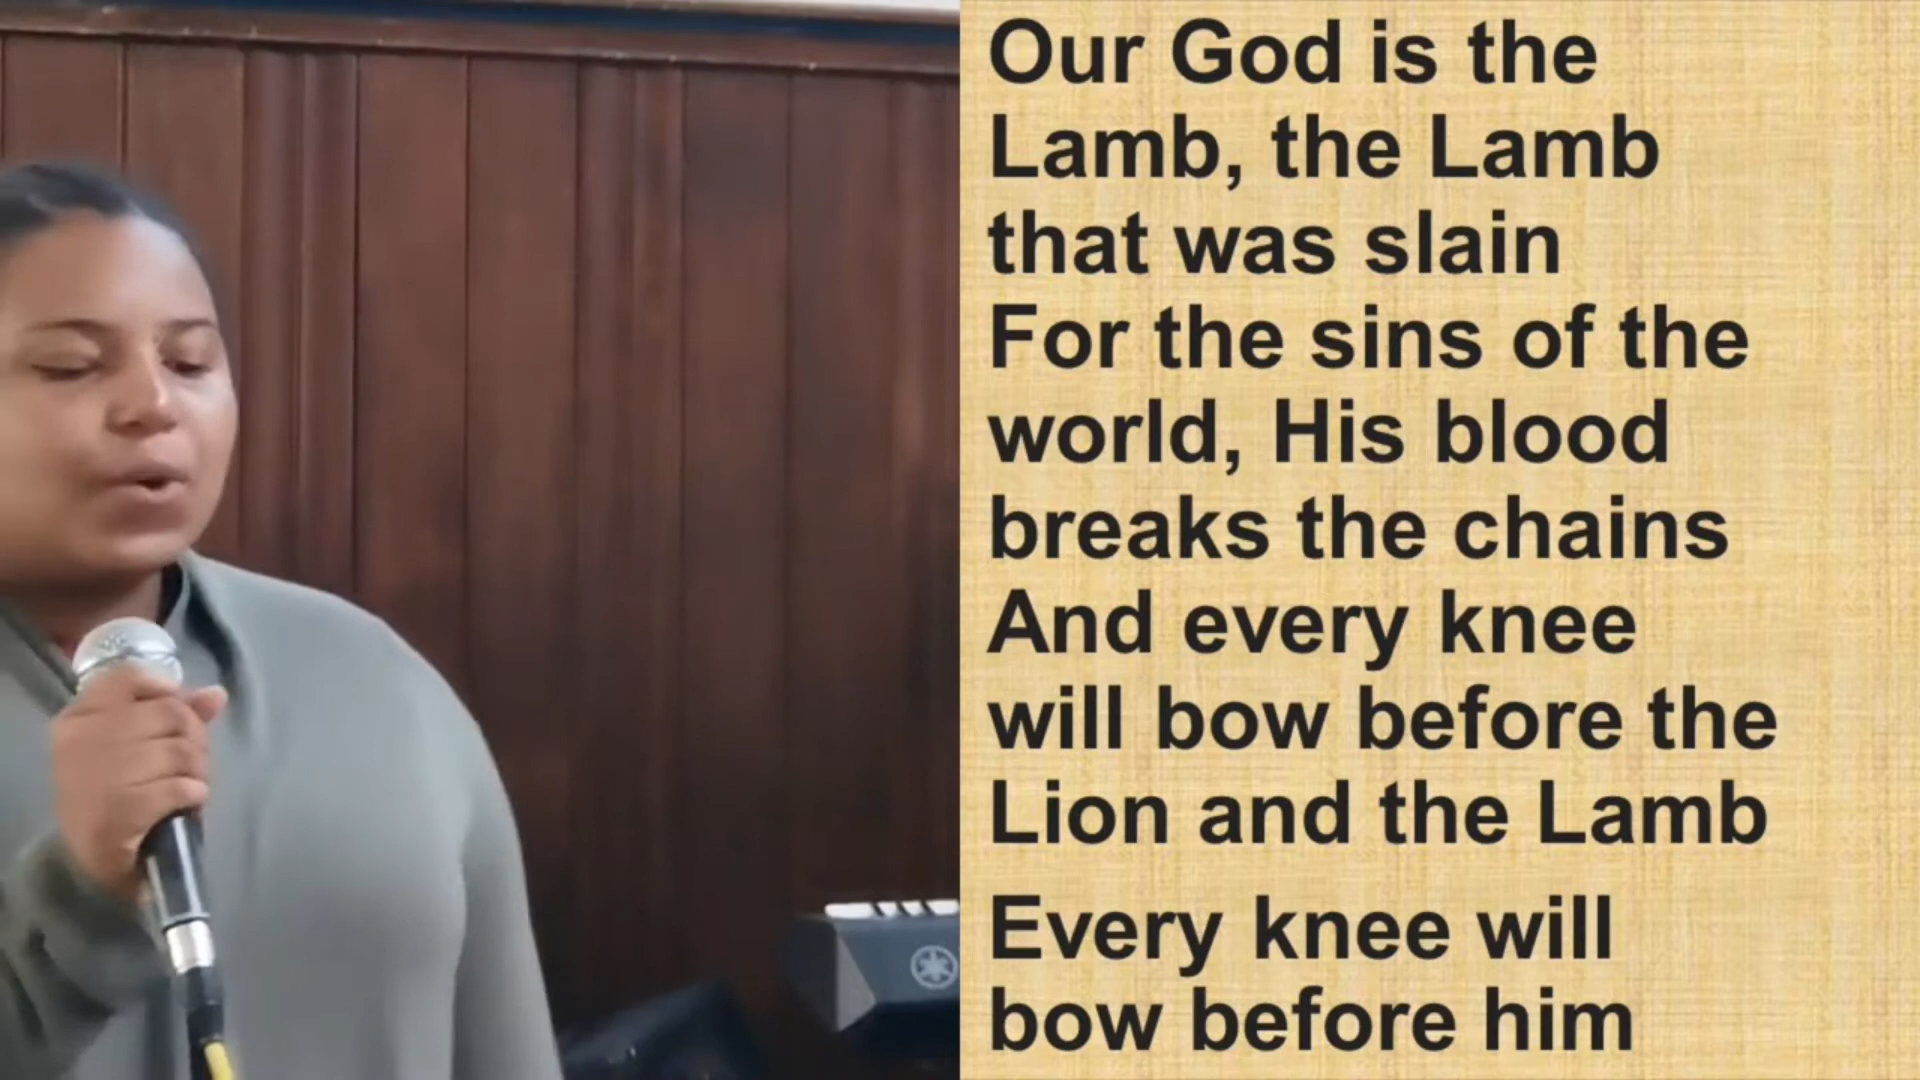 Our God is the
Lamb, the Lamb
that was slain
For the sins of the
world, His blood
breaks the chains
And every knee
will bow before the
Lion and the Lamb
Every knee will
bow before him